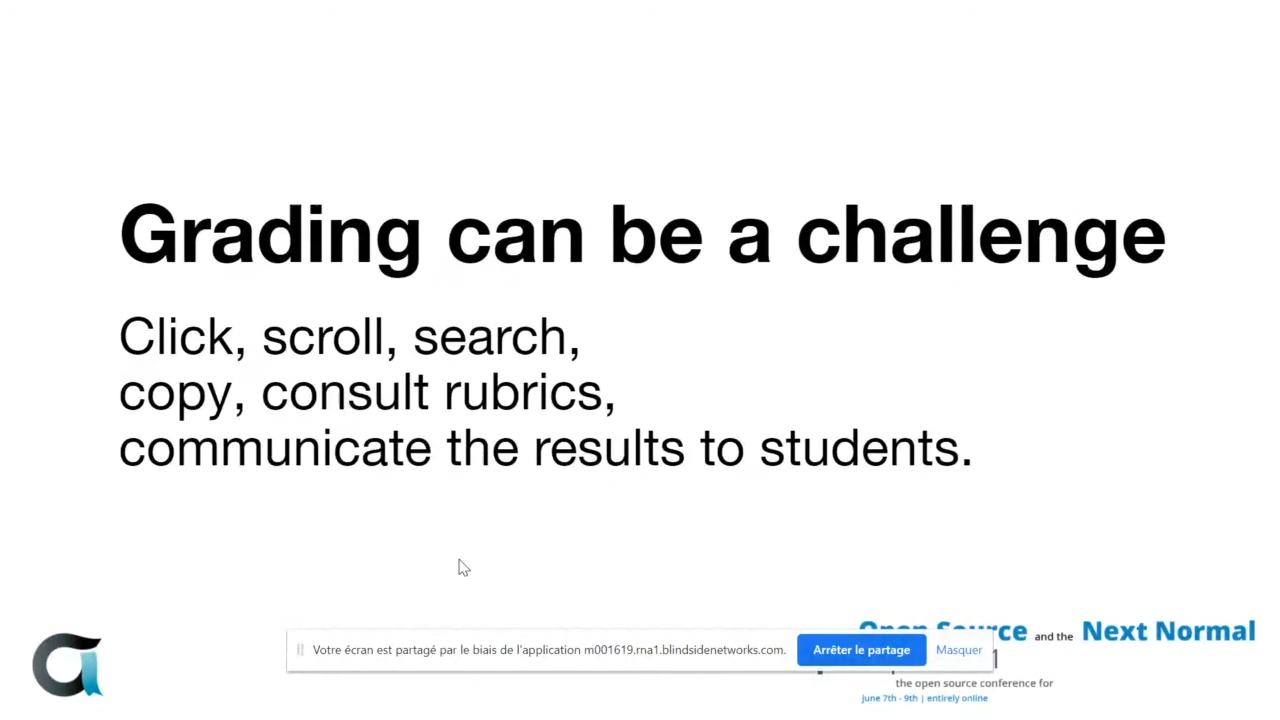 Grading can be a challenge
Click, scroll, search,
copy, consult rubrics,
communicate the results to students.
Open Source and the Next Normal
Votre écran est partagé par le biais de l'application m001619.rna1.blindsidenetworks.com. Arrêter le partage Masquer
the open source conference for
June 7th - 9th | entirely online